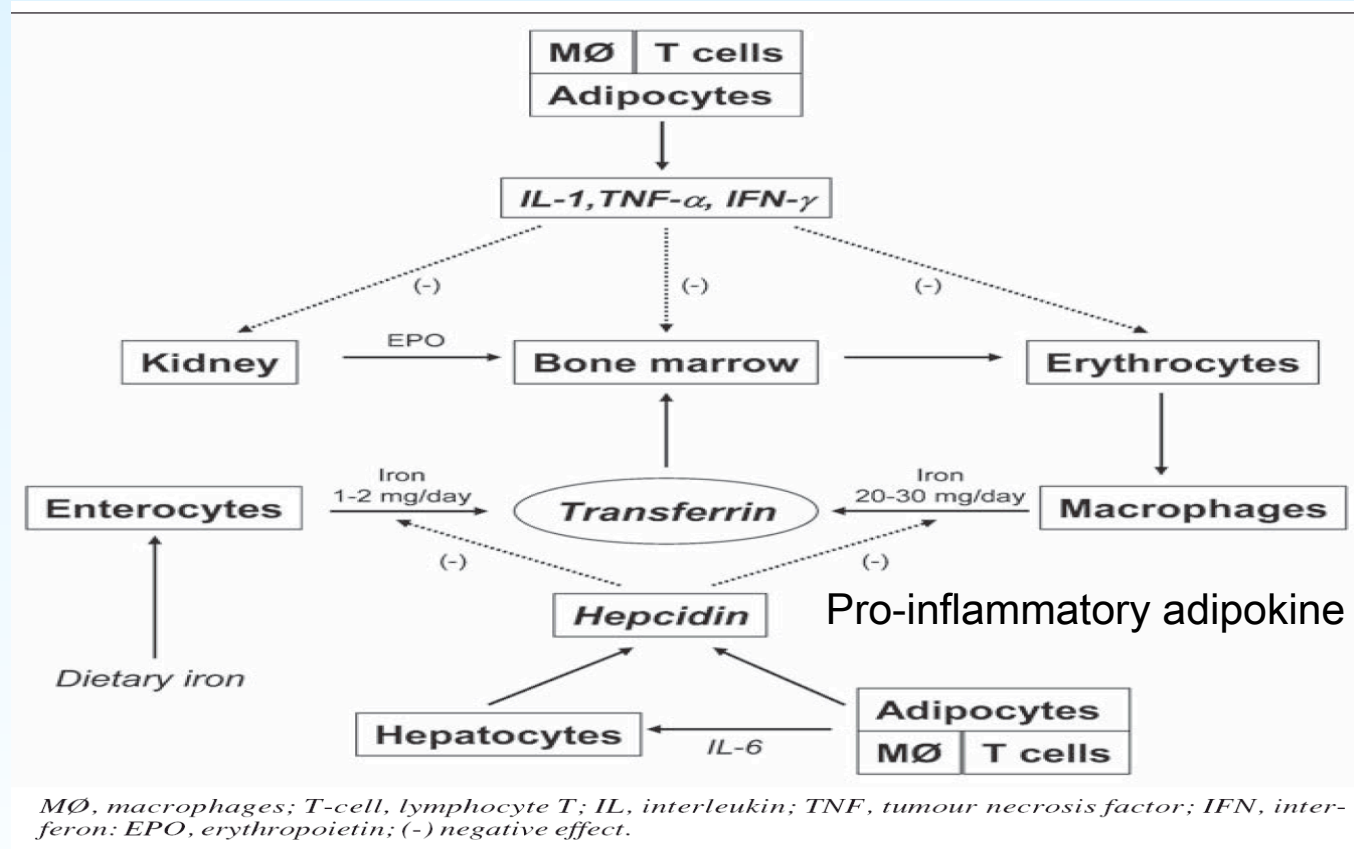 MØ T cells
Adipocytes
IL-1, TNF-α, IFN-γ
(-) (-) (-)
Kidney EPO Bone marrow Erythrocytes
Enterocytes Iron 1-2 mg/day Transferrin Iron 20-30 mg/day Macrophages
(-) (-)
Hepcidin Pro-inflammatory adipokine
Dietary iron
Hepatocytes IL-6 Adipocytes
MØ T cells
MØ, macrophages; T-cell, lymphocyte T; IL, interleukin; TNF, tumour necrosis factor; IFN, inter-
feron: EPO, erythropoietin; (-) negative effect.